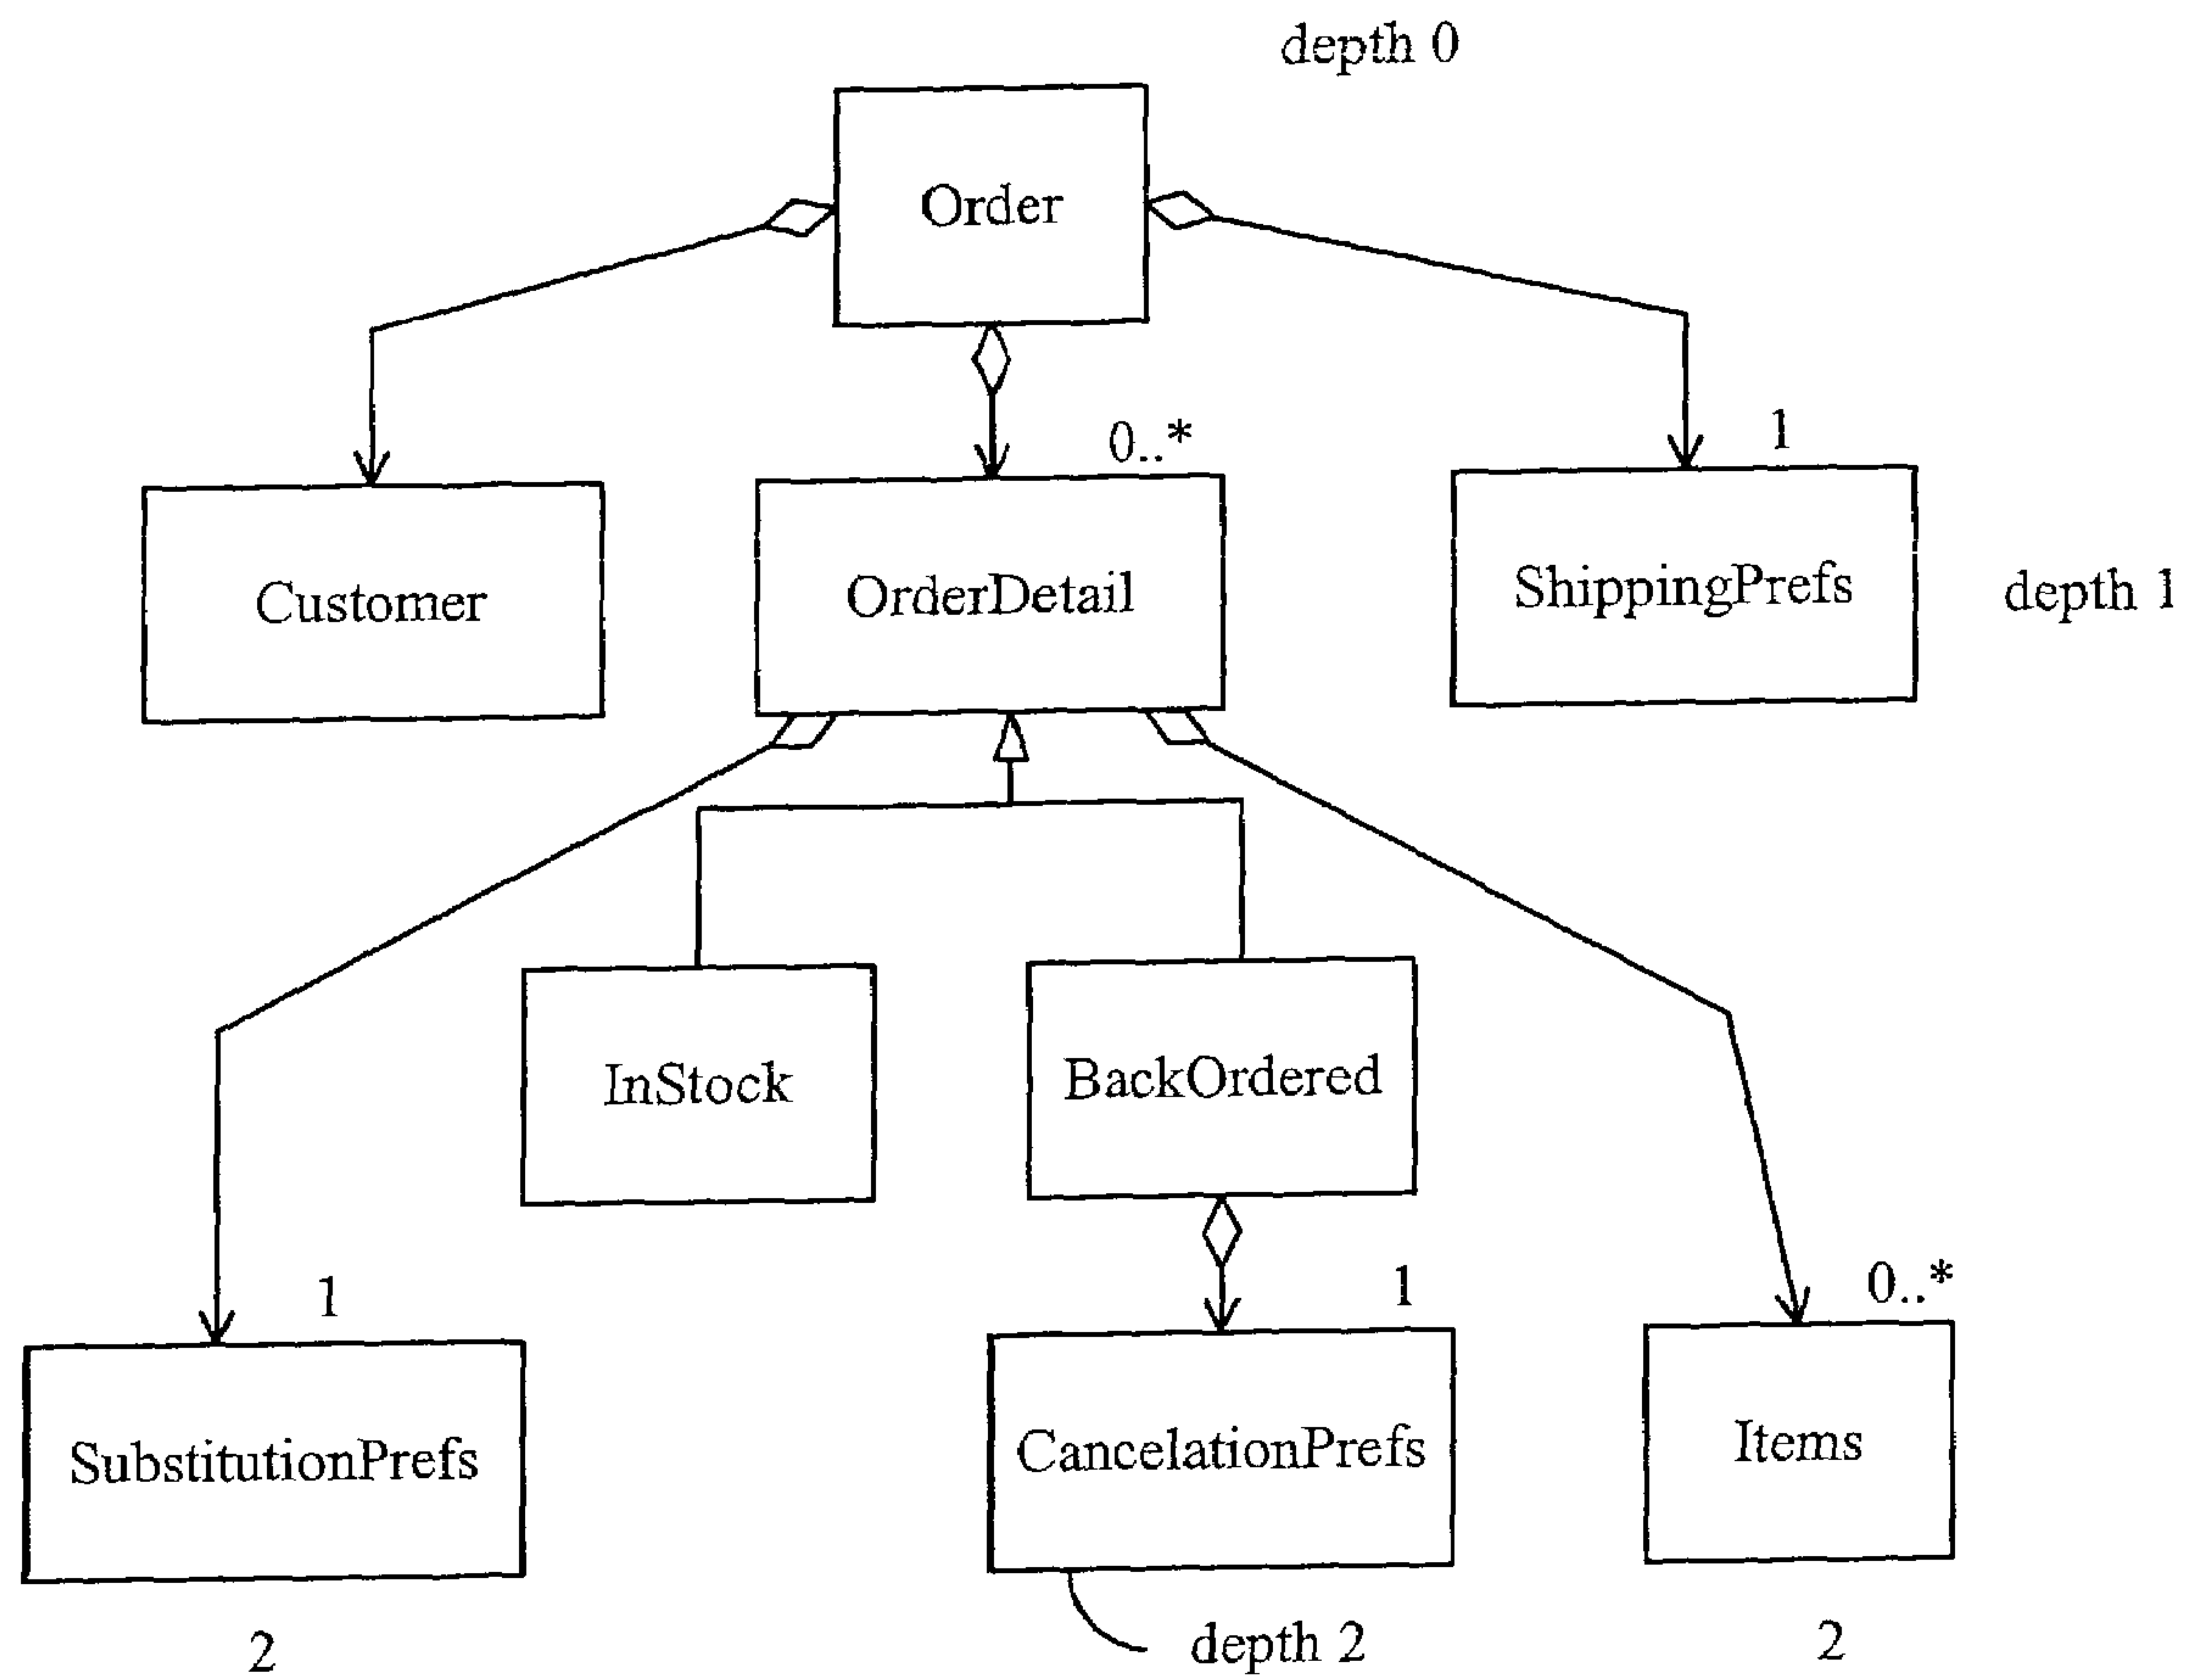 depth 0
Order
0..*
1
Customer
OrderDetail
ShippingPrefs
depth 1
InStock
BackOrdered
1
1
0..*
SubstitutionPrefs
CancelationPrefs
Items
2
depth 2
2